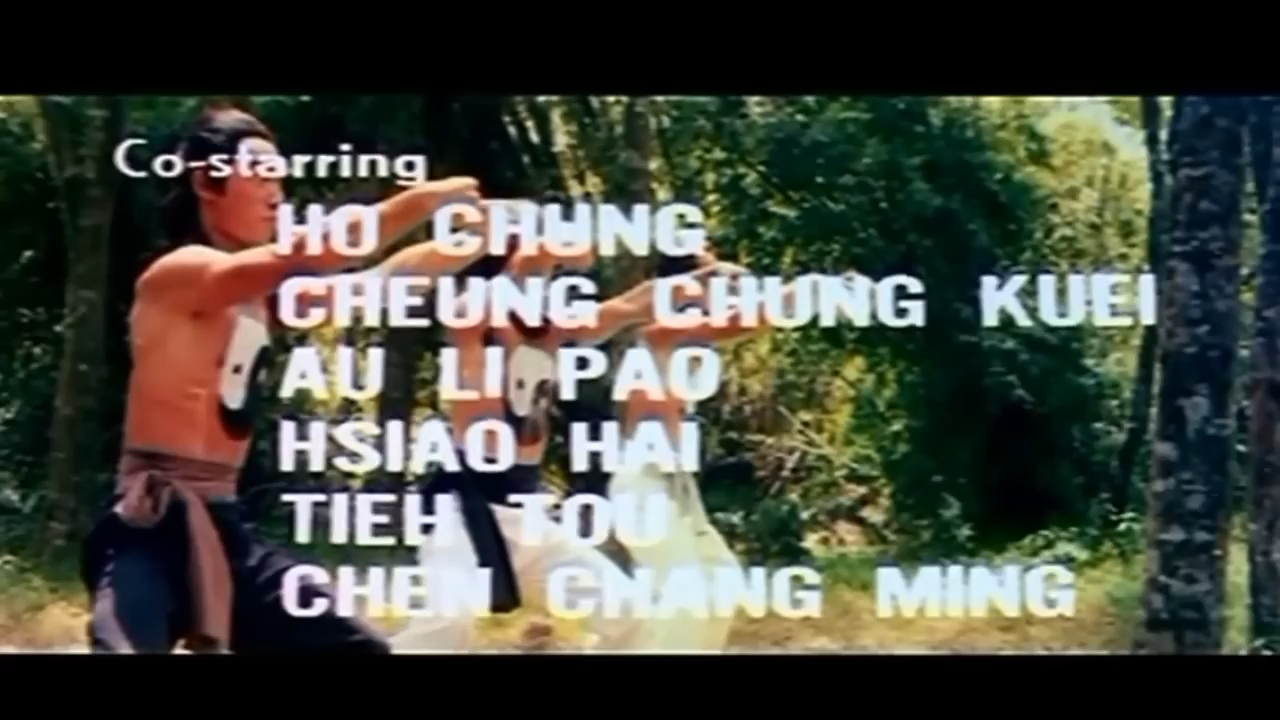 Co-starring
HO CHUNG
CHEUNG CHUNG KUEI
AU LI PAO
HSIAO HAI
TIEH TOU
CHEN CHANG MING